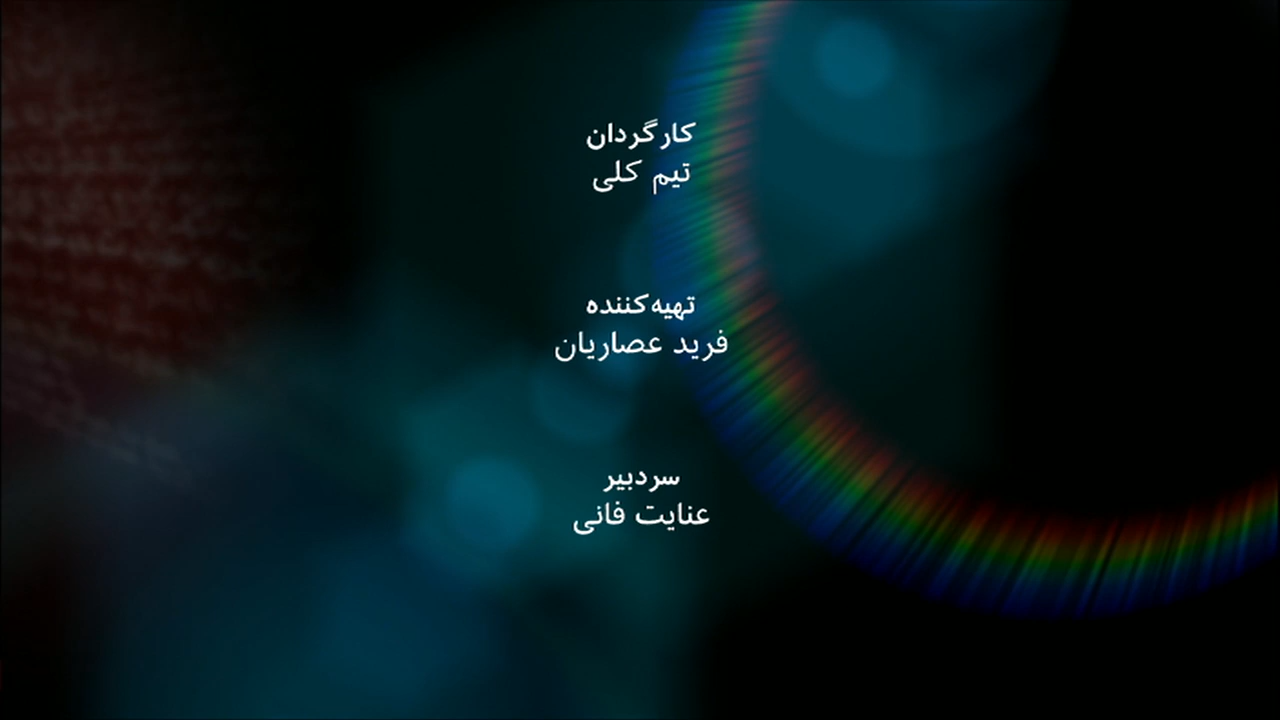 کارگردان
تیم کلی
تهیه‌کننده
فرید عصاریان
سردبیر
عنایت فانی